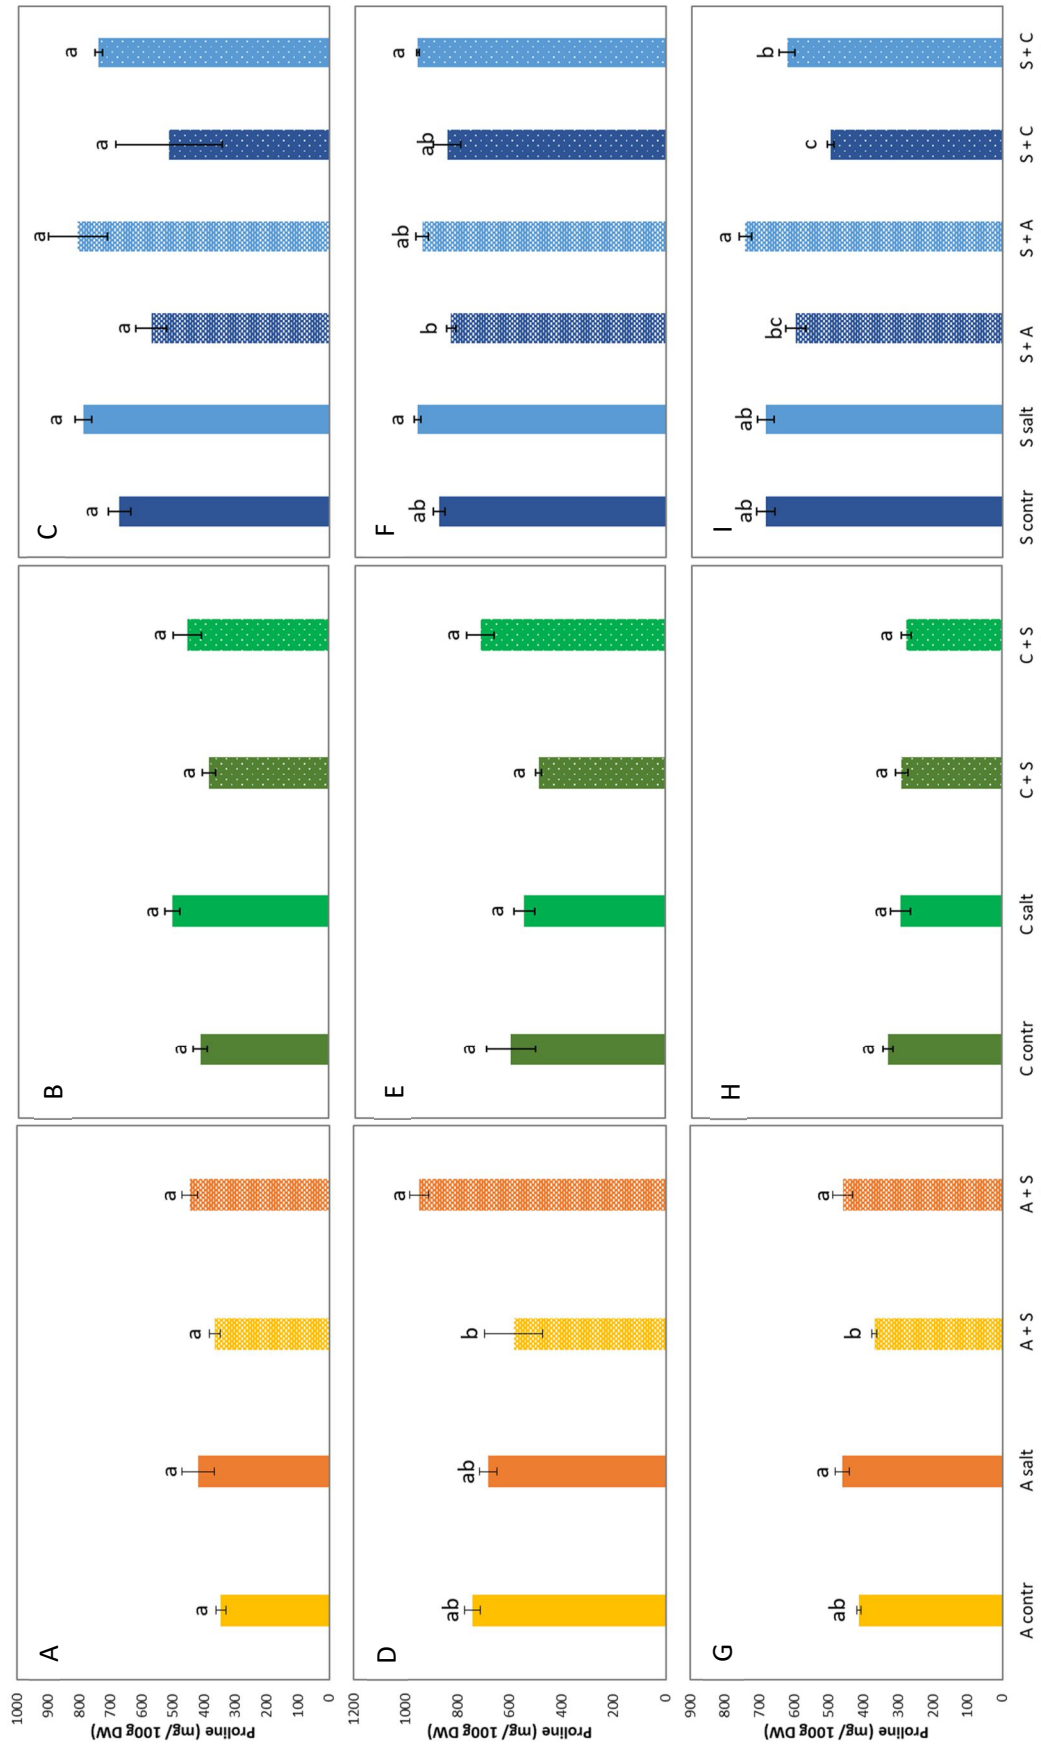 A
a
a
a
a
B
a
a
a
a
C
a
a
a
a
a
a
Proline (mg/ 100g DW)
1000
900
800
700
600
500
400
300
200
100
0
D
ab
ab
b
a
E
a
a
a
a
F
ab
a
b
ab
ab
a
Proline (mg/ 100g DW)
1200
1000
800
600
400
200
0
G
ab
a
b
a
H
a
a
a
a
I
ab
ab
bc
a
c
b
Proline (mg/ 100g DW)
900
800
700
600
500
400
300
200
100
0
A contr
A salt
A + S
A + S
C contr
C salt
C + S
C + S
S contr
S salt
S + A
S + A
S + C
S + C